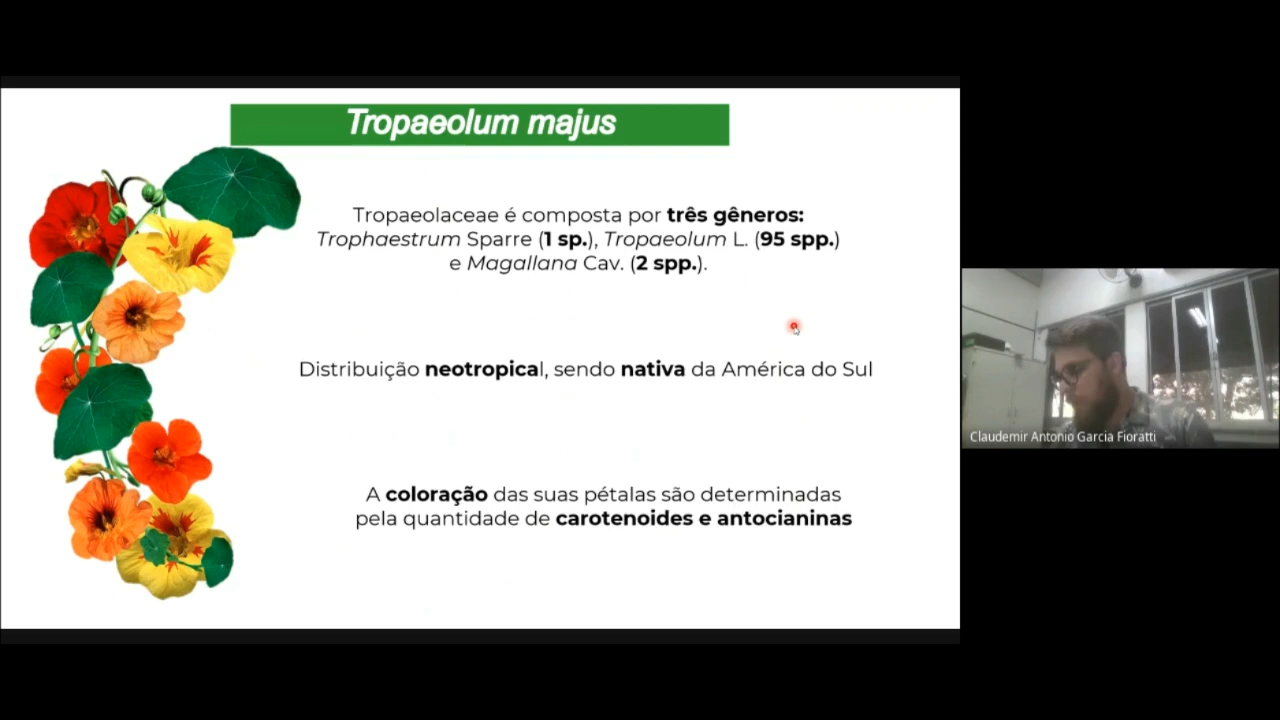 Tropaeolum majus
Tropaeolaceae é composta por três gêneros:
Trophaestrum Sparre (1 sp.), Tropaeolum L. (95 spp.)
e Magallana Cav. (2 spp.).
Distribuição neotropical, sendo nativa da América do Sul
A coloração das suas pétalas são determinadas
pela quantidade de carotenoides e antocianinas
Claudemir Antonio Garcia Fioratti